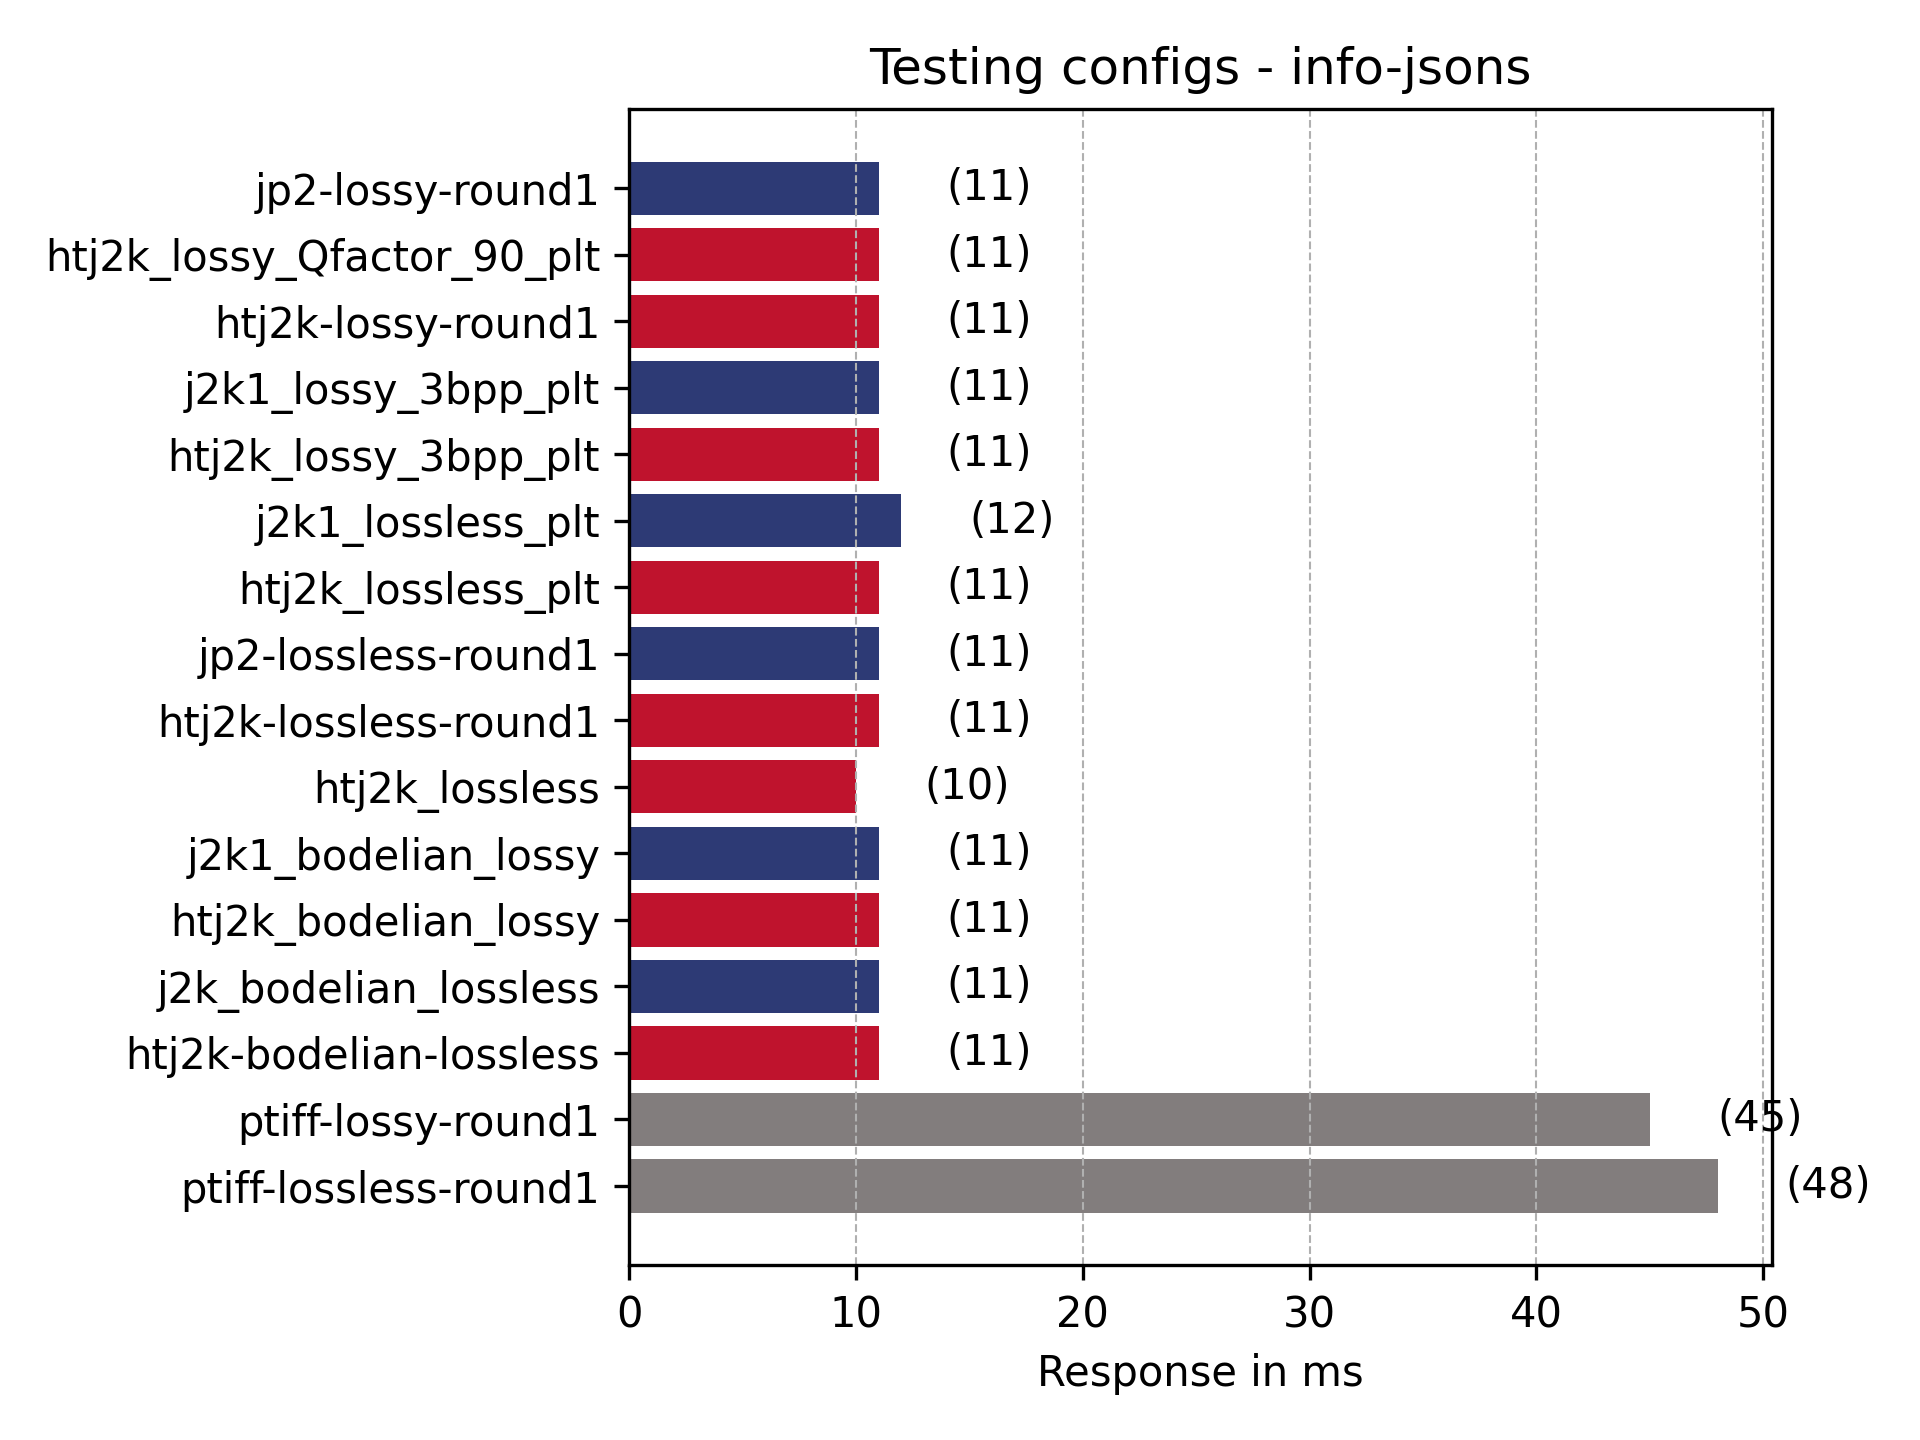 Testing configs - info-jsons
jp2-lossy-round1 (11)
htj2k_lossy_Qfactor_90_plt (11)
htj2k-lossy-round1 (11)
j2k1_lossy_3bpp_plt (11)
htj2k_lossy_3bpp_plt (11)
j2k1_lossless_plt (12)
htj2k_lossless_plt (11)
jp2-lossless-round1 (11)
htj2k-lossless-round1 (11)
htj2k_lossless (10)
j2k1_bodelian_lossy (11)
htj2k_bodelian_lossy (11)
j2k_bodelian_lossless (11)
htj2k-bodelian-lossless (11)
ptiff-lossy-round1 (45)
ptiff-lossless-round1 (48)
0 10 20 30 40 50
Response in ms